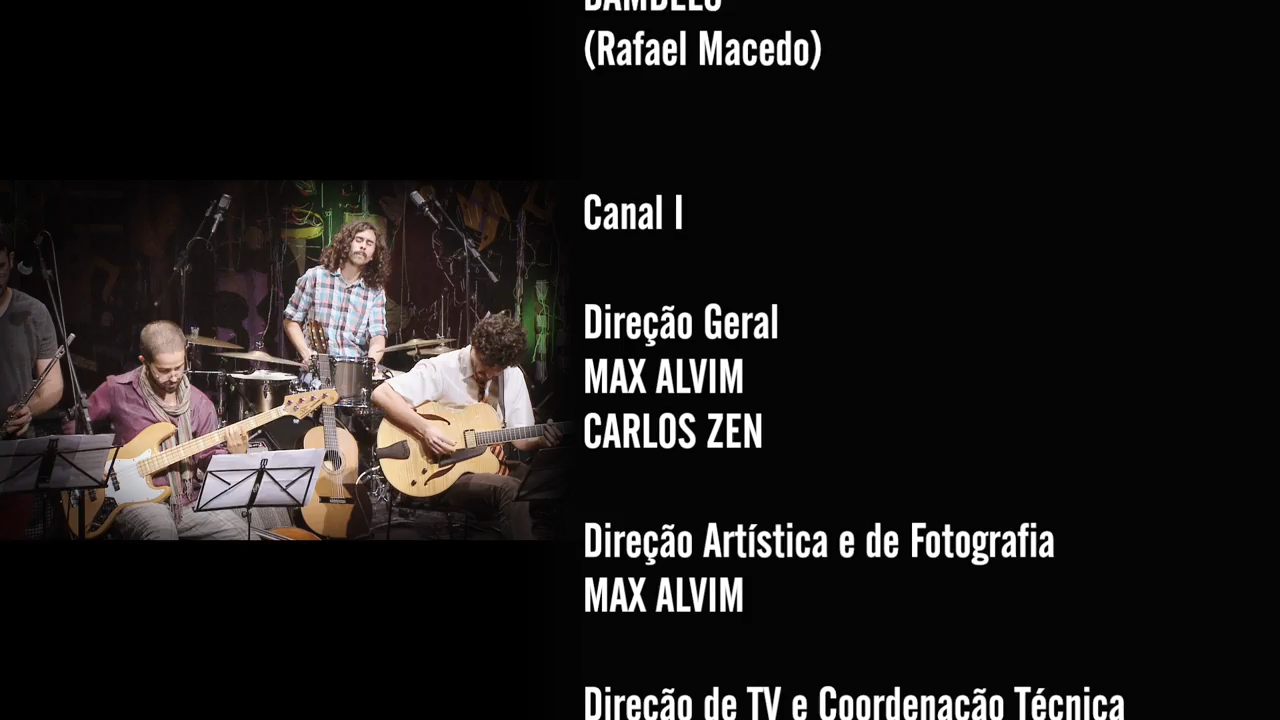 (Rafael Macedo)
Canal I
Direção Geral
MAX ALVIM
CARLOS ZEN
Direção Artística e de Fotografia
MAX ALVIM
Direção de TV e Coordenação Técnica